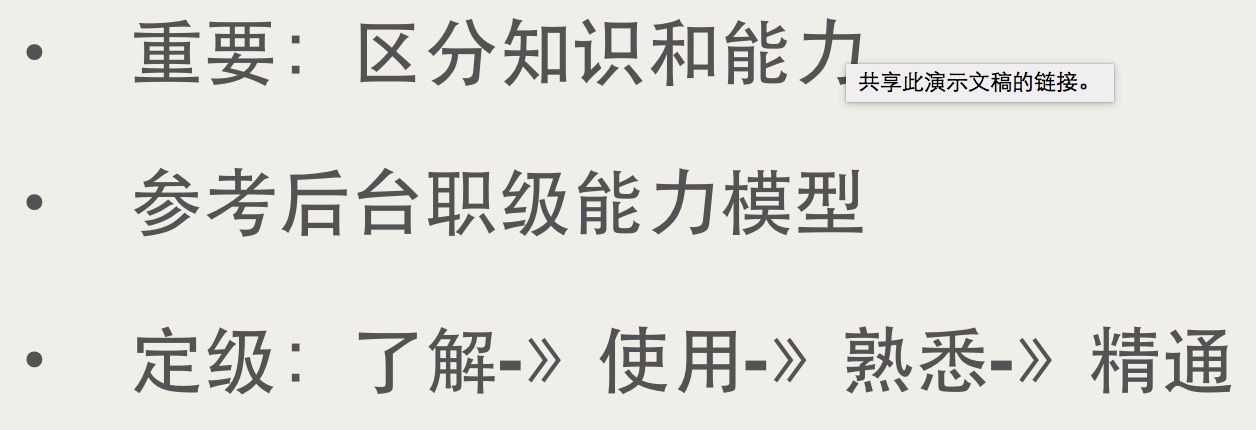 • 重要：区分知识和能力
共享此演示文稿的链接。
• 参考后台职级能力模型
• 定级：了解-》使用-》熟悉-》精通